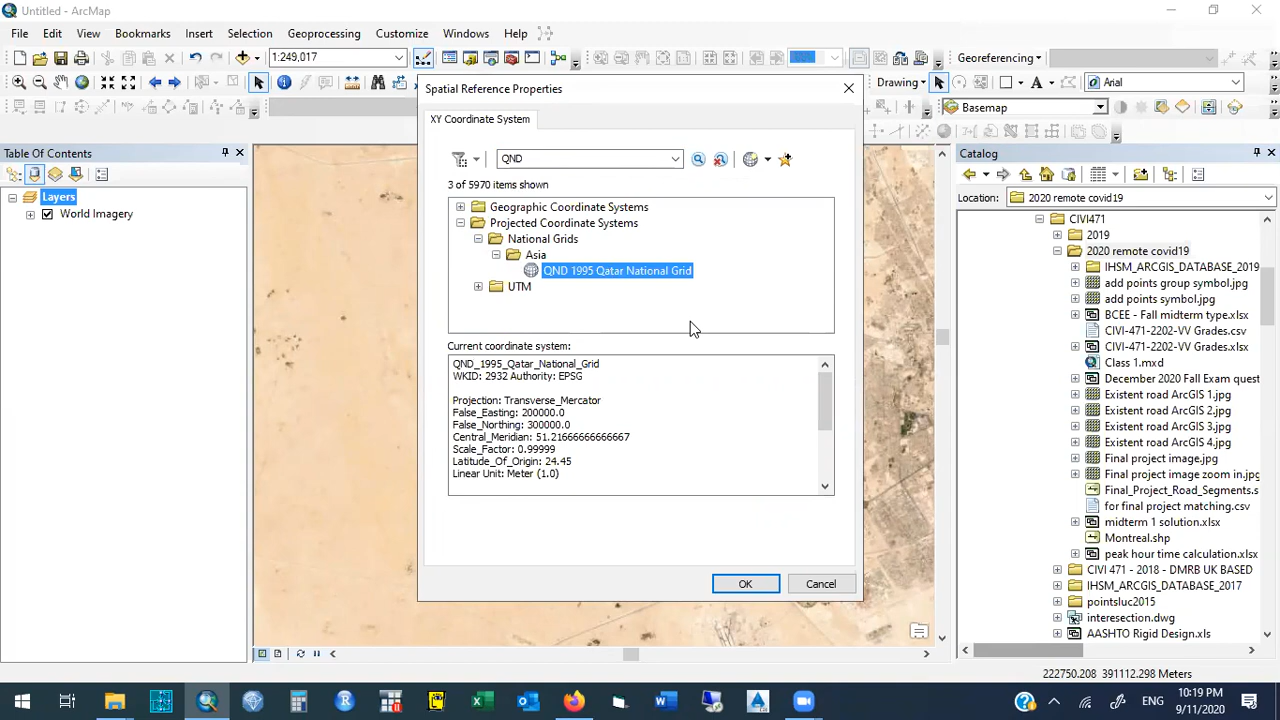 Untitled - ArcMap
File Edit View Bookmarks Insert Selection Geoprocessing Customize Windows Help
1:249,017
Georeferencing
Drawing
Arial
Basemap
Table Of Contents
Layers
World Imagery
Spatial Reference Properties
XY Coordinate System
QND
3 of 5970 items shown
Geographic Coordinate Systems
Projected Coordinate Systems
National Grids
Asia
QND 1995 Qatar National Grid
UTM
Current coordinate system:
QND_1995_Qatar_National_Grid
WKID: 2932 Authority: EPSG
Projection: Transverse_Mercator
False_Easting: 200000.0
False_Northing: 300000.0
Central_Meridian: 51.21666666666667
Scale_Factor: 0.99999
Latitude_Of_Origin: 24.45
Linear Unit: Meter (1.0)
OK Cancel
Catalog
Location: 2020 remote covid19
CIVI471
2019
2020 remote covid19
IHSM_ARCGIS_DATABASE_2019
add points group symbol.jpg
add points symbol.jpg
BCEE - Fall midterm type.xlsx
CIVI-471-2202-VV Grades.csv
CIVI-471-2202-VV Grades.xlsx
Class 1.mxd
December 2020 Fall Exam quest
Existent road ArcGIS 1.jpg
Existent road ArcGIS 2.jpg
Existent road ArcGIS 3.jpg
Existent road ArcGIS 4.jpg
Final project image.jpg
Final project image zoom in.jpg
Final_Project_Road_Segments.s
for final project matching.csv
midterm 1 solution.xlsx
Montreal.shp
peak hour time calculation.xlsx
CIVI 471 - 2018 - DMRB UK BASED
IHSM_ARCGIS_DATABASE_2017
pointsluc2015
interesection.dwg
AASHTO Rigid Design.xls
222750.208 391112.298 Meters
ENG
10:19 PM
9/11/2020